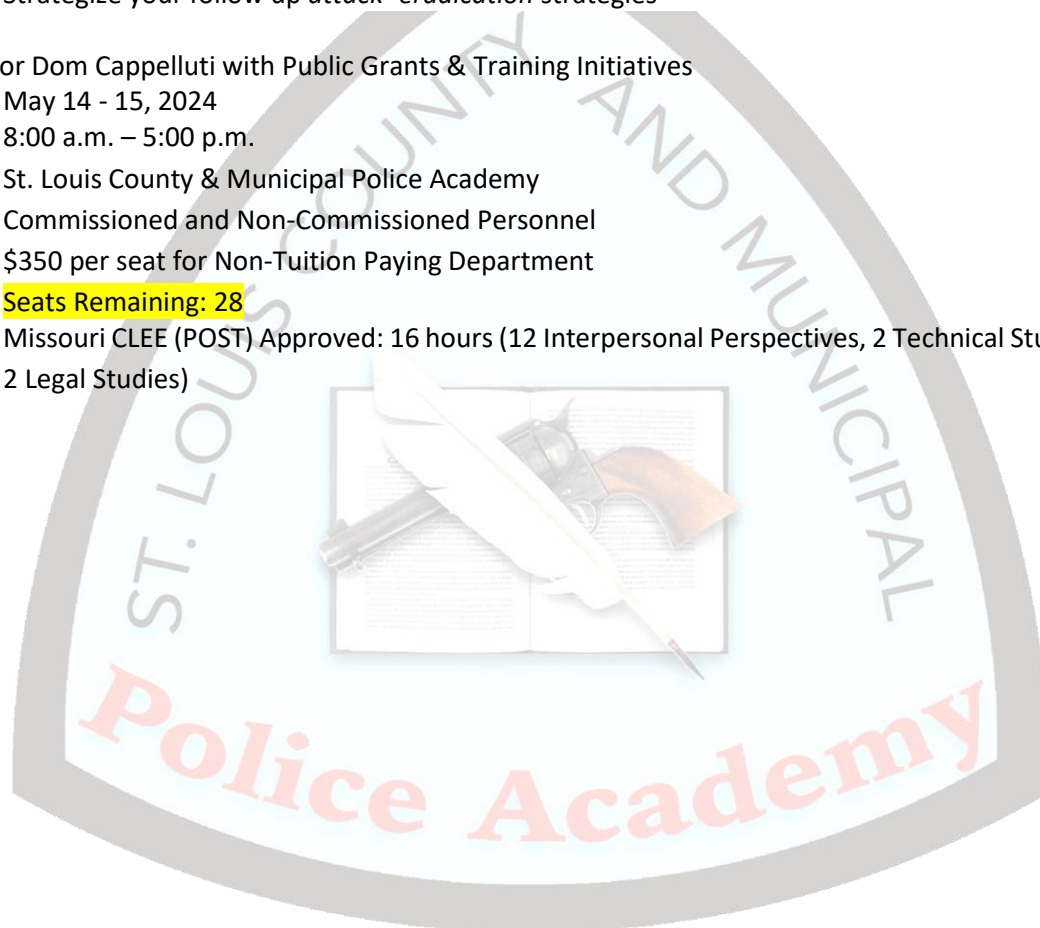 or Dom Cappelluti with Public Grants & Training Initiatives
May 14 - 15, 2024
8:00 a.m. – 5:00 p.m.
St. Louis County & Municipal Police Academy
Commissioned and Non-Commissioned Personnel
$350 per seat for Non-Tuition Paying Department
Seats Remaining: 28
Missouri CLEE (POST) Approved: 16 hours (12 Interpersonal Perspectives, 2 Technical Stu
2 Legal Studies)
ST. LOUIS COUNTY AND MUNICIPAL
Police Academy